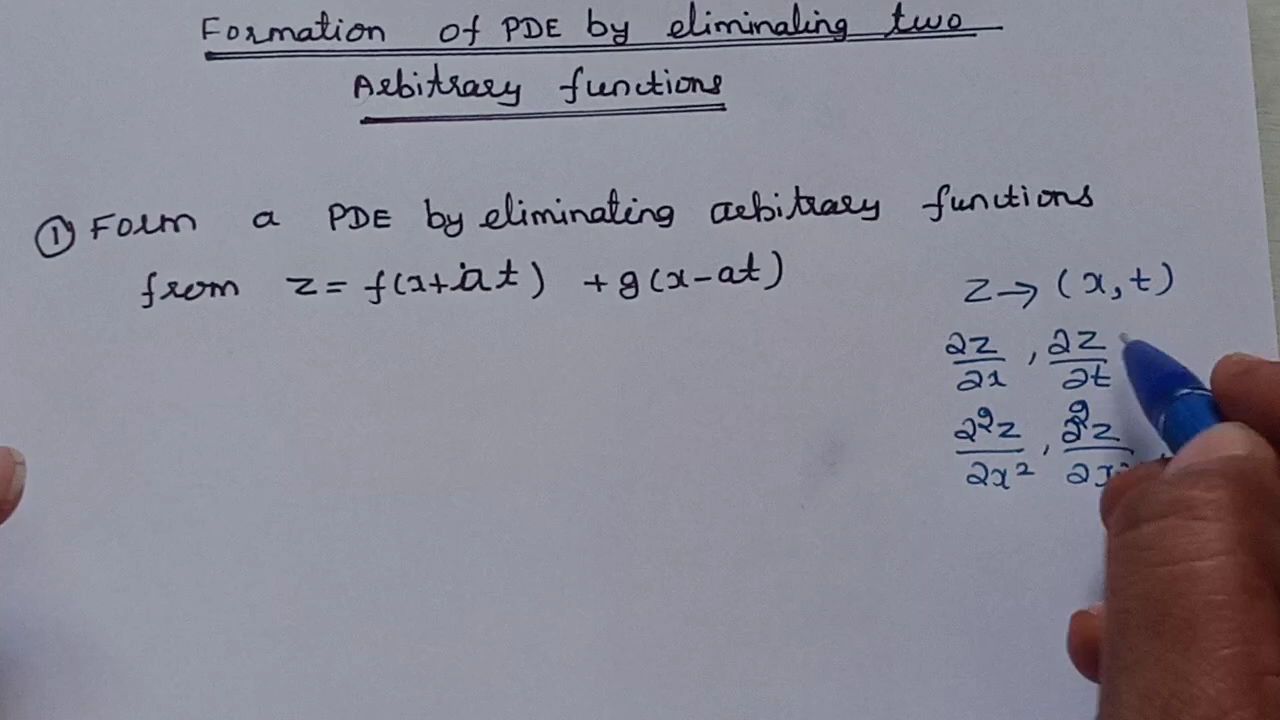 Formation of PDE by eliminating two
Arbitrary functions
① Form a PDE by eliminating arbitrary functions
from z = f(x+at) + g(x-at)
z → (x, t)
∂z/∂x , ∂z/∂t
∂²z/∂x² ,